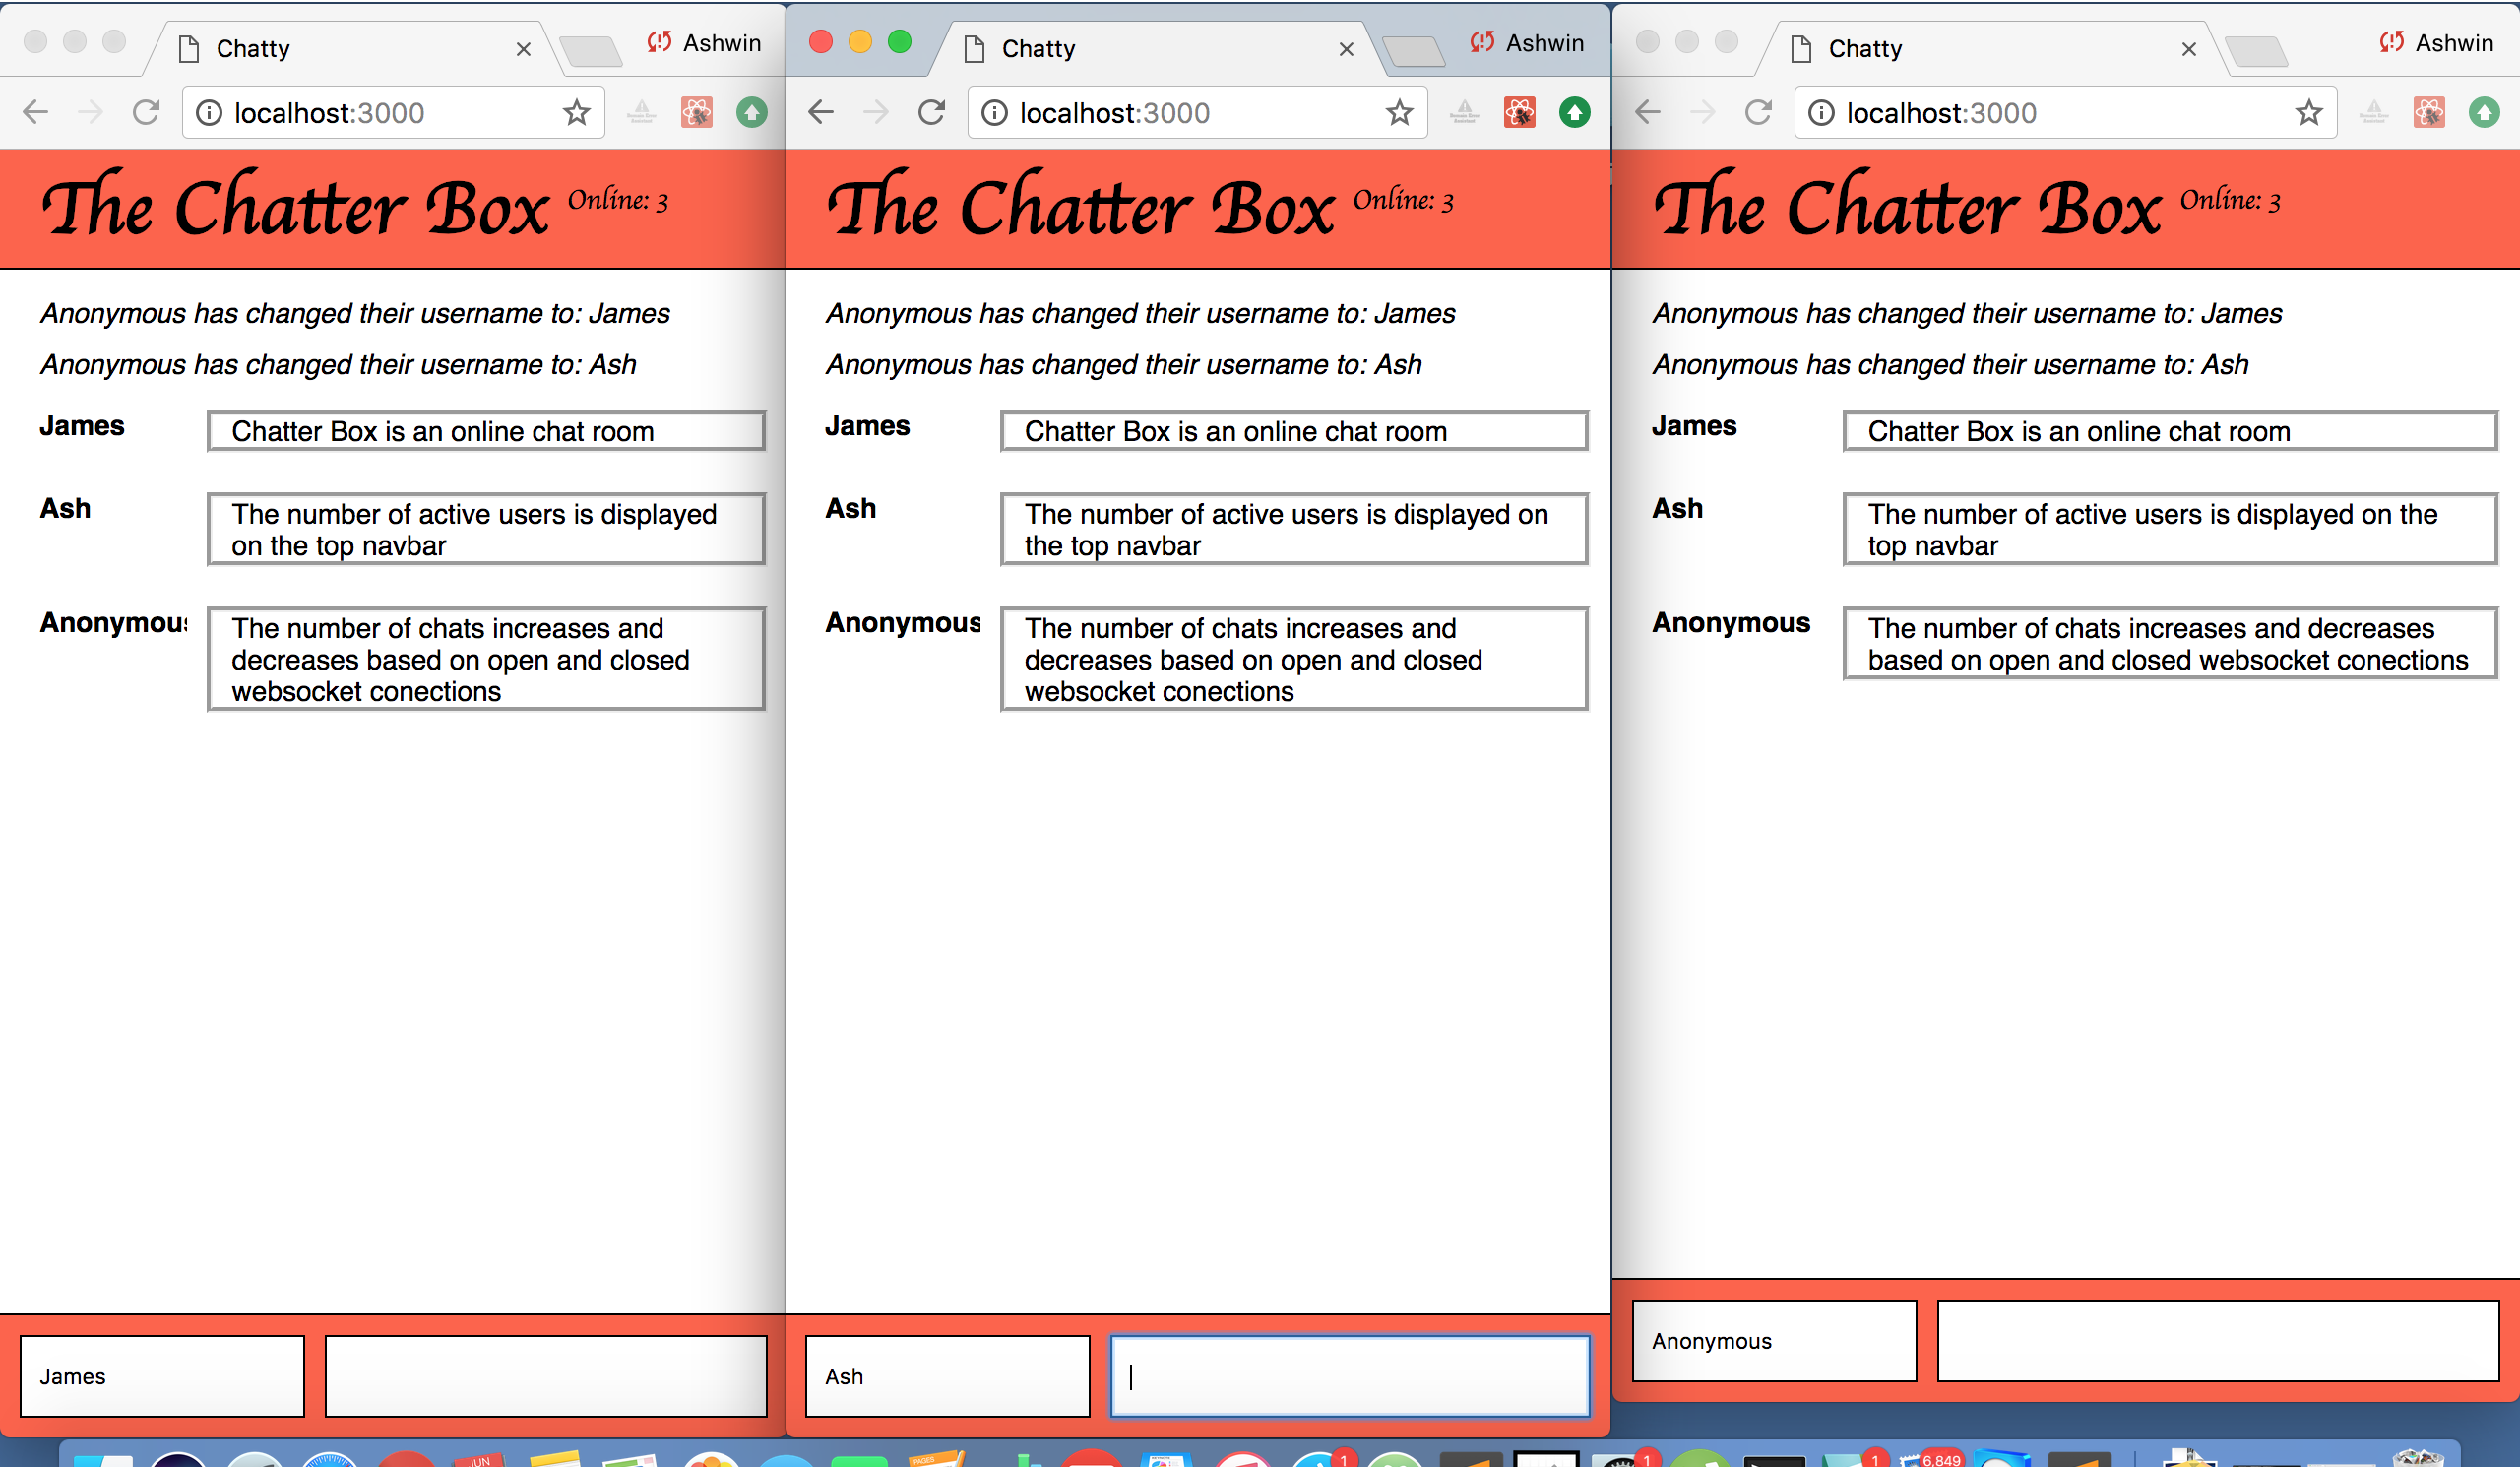 Chatty
Ashwin
localhost:3000
The Chatter Box Online: 3
Anonymous has changed their username to: James
Anonymous has changed their username to: Ash
James
Chatter Box is an online chat room
Ash
The number of active users is displayed
on the top navbar
Anonymous
The number of chats increases and
decreases based on open and closed
websocket conections
James
Chatty
Ashwin
localhost:3000
The Chatter Box Online: 3
Anonymous has changed their username to: James
Anonymous has changed their username to: Ash
James
Chatter Box is an online chat room
Ash
The number of active users is displayed on
the top navbar
Anonymous
The number of chats increases and
decreases based on open and closed
websocket conections
Ash
Chatty
Ashwin
localhost:3000
The Chatter Box Online: 3
Anonymous has changed their username to: James
Anonymous has changed their username to: Ash
James
Chatter Box is an online chat room
Ash
The number of active users is displayed on the
top navbar
Anonymous
The number of chats increases and decreases
based on open and closed websocket conections
Anonymous
JUN
PAGES
1
1
1
6,849